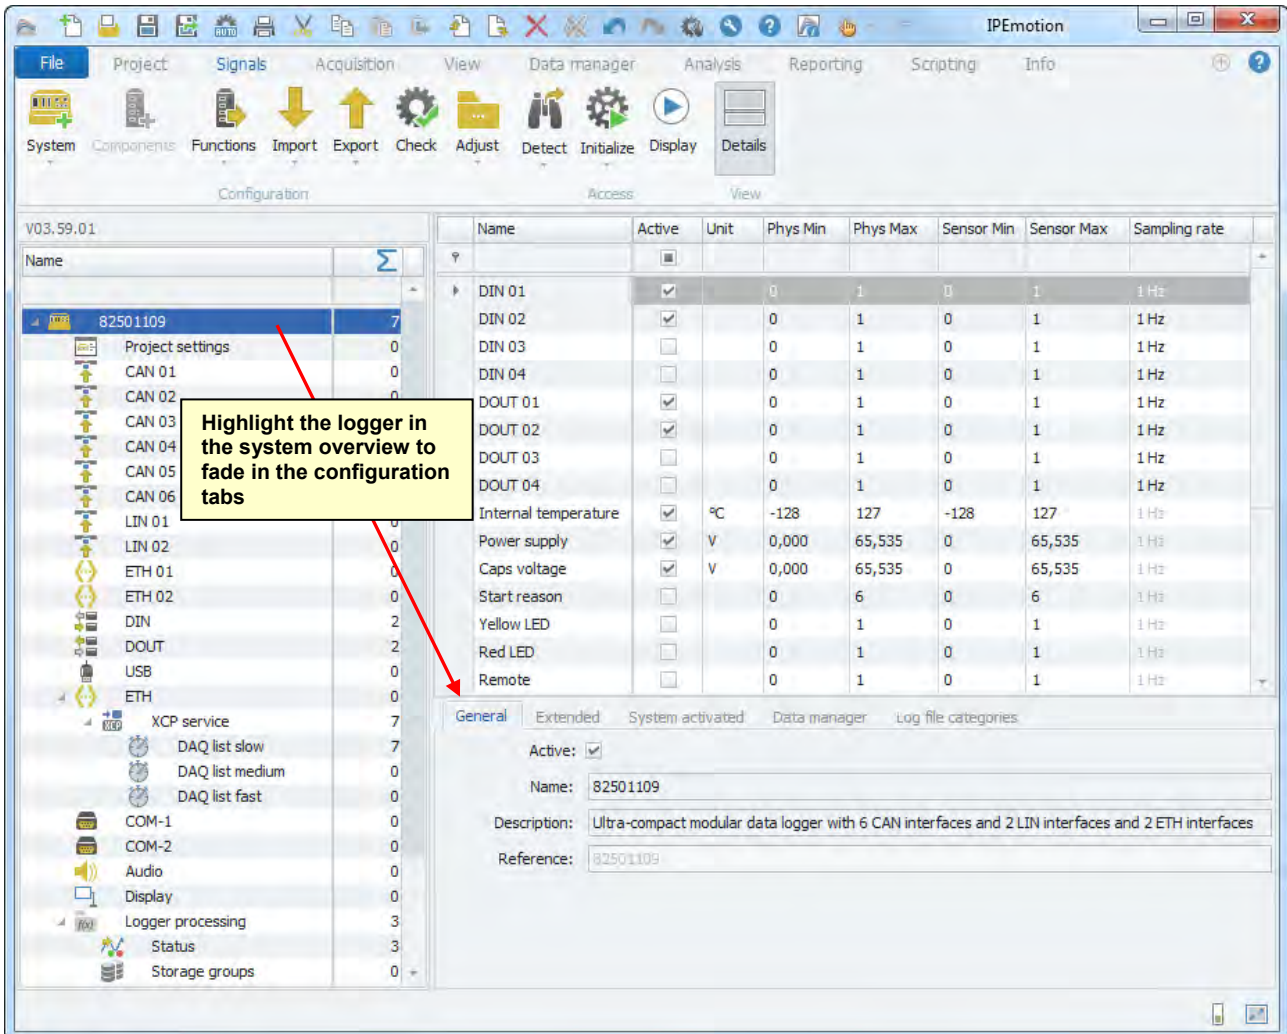 AUTO
IPEmotion
File Project Signals Acquisition View Data manager Analysis Reporting Scripting Info
System Components Functions Import Export Check Adjust Detect Initialize Display Details
Configuration Access View
V03.59.01
Name
82501109 7
Project settings 0
CAN 01 0
CAN 02 0
CAN 03
CAN 04
CAN 05
CAN 06
LIN 01 0
LIN 02 0
ETH 01 0
ETH 02 0
DIN 2
DOUT 2
USB 0
ETH 0
XCP service 7
DAQ list slow 7
DAQ list medium 0
DAQ list fast 0
COM-1 0
COM-2 0
Audio 0
Display 0
f(x) Logger processing 3
Status 3
Storage groups 0
Highlight the logger in
the system overview to
fade in the configuration
tabs
Name Active Unit Phys Min Phys Max Sensor Min Sensor Max Sampling rate
DIN 01 0 1 0 1 1 Hz
DIN 02 0 1 0 1 1 Hz
DIN 03 0 1 0 1 1 Hz
DIN 04 0 1 0 1 1 Hz
DOUT 01 0 1 0 1 1 Hz
DOUT 02 0 1 0 1 1 Hz
DOUT 03 0 1 0 1 1 Hz
DOUT 04 0 1 0 1 1 Hz
Internal temperature °C -128 127 -128 127 1 Hz
Power supply V 0,000 65,535 0 65,535 1 Hz
Caps voltage V 0,000 65,535 0 65,535 1 Hz
Start reason 0 6 0 6 1 Hz
Yellow LED 0 1 0 1 1 Hz
Red LED 0 1 0 1 1 Hz
Remote 0 1 0 1 1 Hz
General Extended System activated Data manager Log file categories
Active:
Name: 82501109
Description: Ultra-compact modular data logger with 6 CAN interfaces and 2 LIN interfaces and 2 ETH interfaces
Reference: 82501109